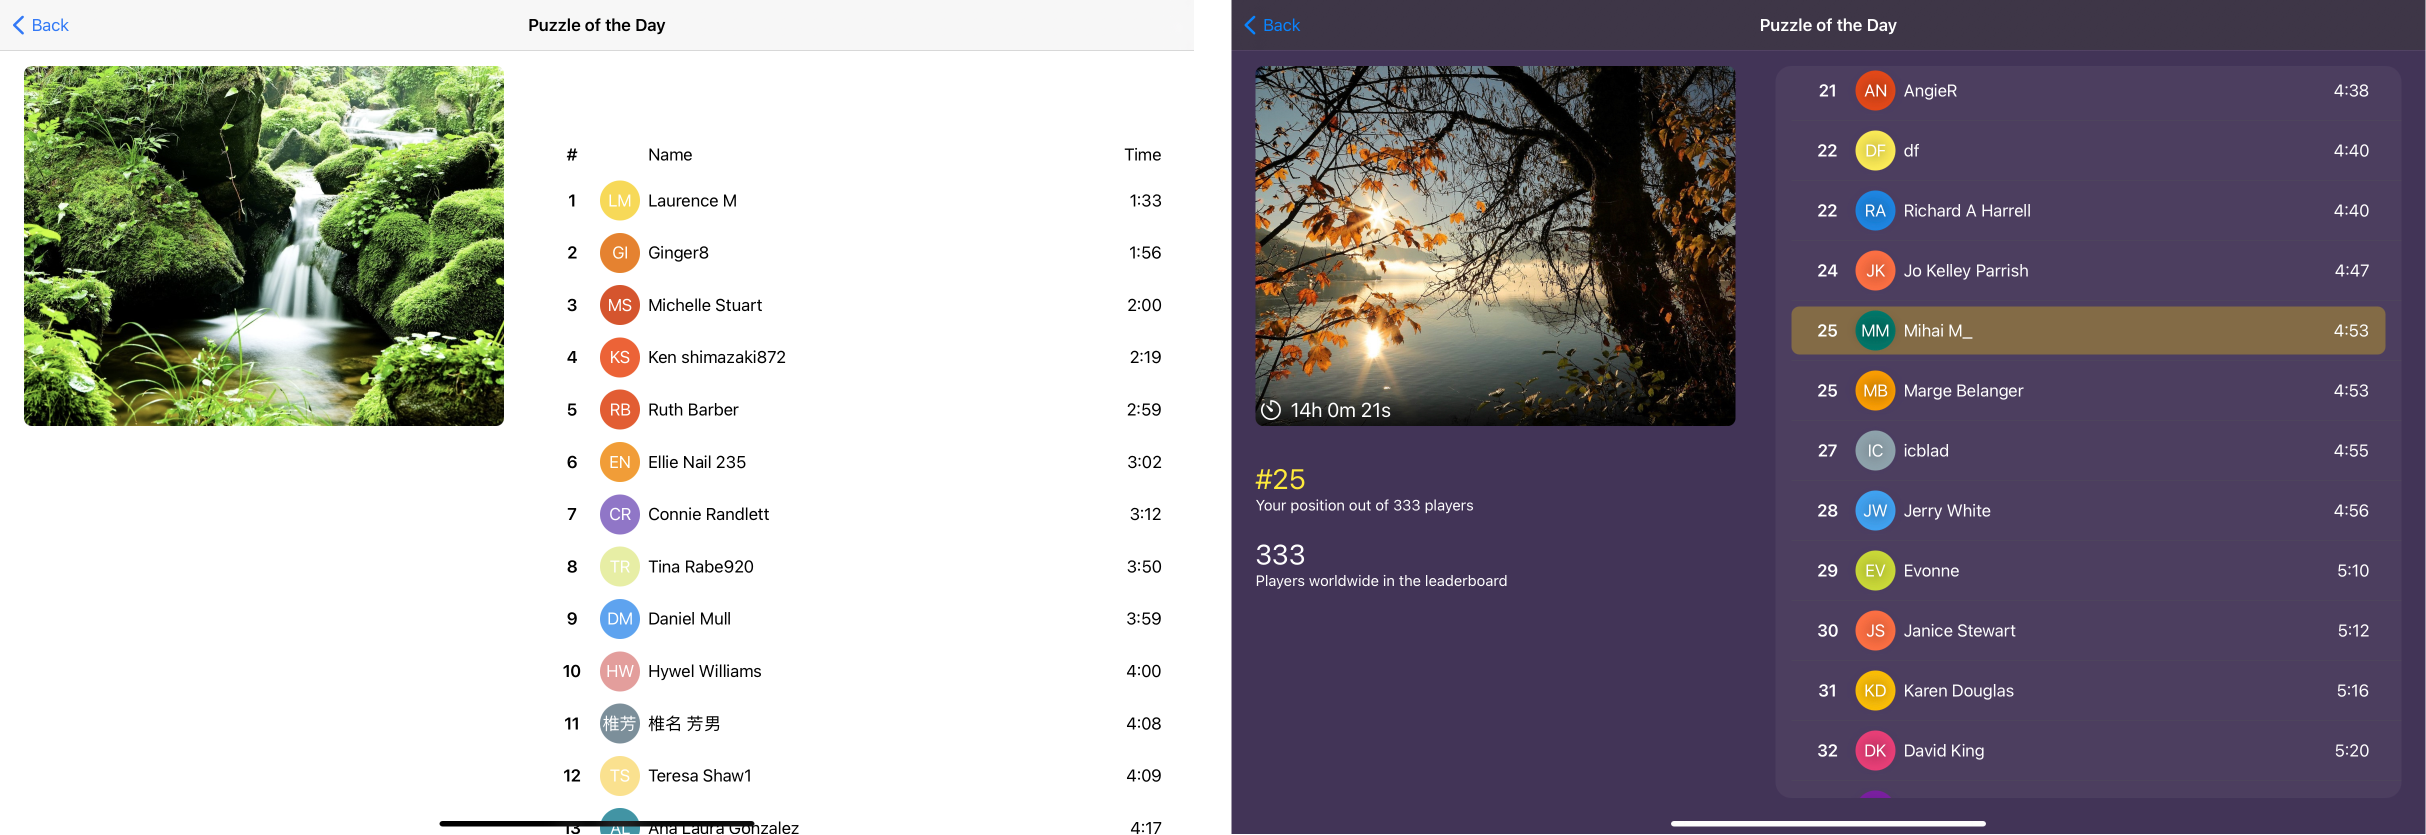 Back
Puzzle of the Day
# Name Time
1 LM Laurence M 1:33
2 GI Ginger8 1:56
3 MS Michelle Stuart 2:00
4 KS Ken shimazaki872 2:19
5 RB Ruth Barber 2:59
6 EN Ellie Nail 235 3:02
7 CR Connie Randlett 3:12
8 TR Tina Rabe920 3:50
9 DM Daniel Mull 3:59
10 HW Hywel Williams 4:00
11 椎芳 椎名 芳男 4:08
12 TS Teresa Shaw1 4:09
13 AL Ana Laura Gonzalez 4:17
Back
Puzzle of the Day
14h 0m 21s
#25
Your position out of 333 players
333
Players worldwide in the leaderboard
21 AN AngieR 4:38
22 DF df 4:40
22 RA Richard A Harrell 4:40
24 JK Jo Kelley Parrish 4:47
25 MM Mihai M_ 4:53
25 MB Marge Belanger 4:53
27 IC icblad 4:55
28 JW Jerry White 4:56
29 EV Evonne 5:10
30 JS Janice Stewart 5:12
31 KD Karen Douglas 5:16
32 DK David King 5:20